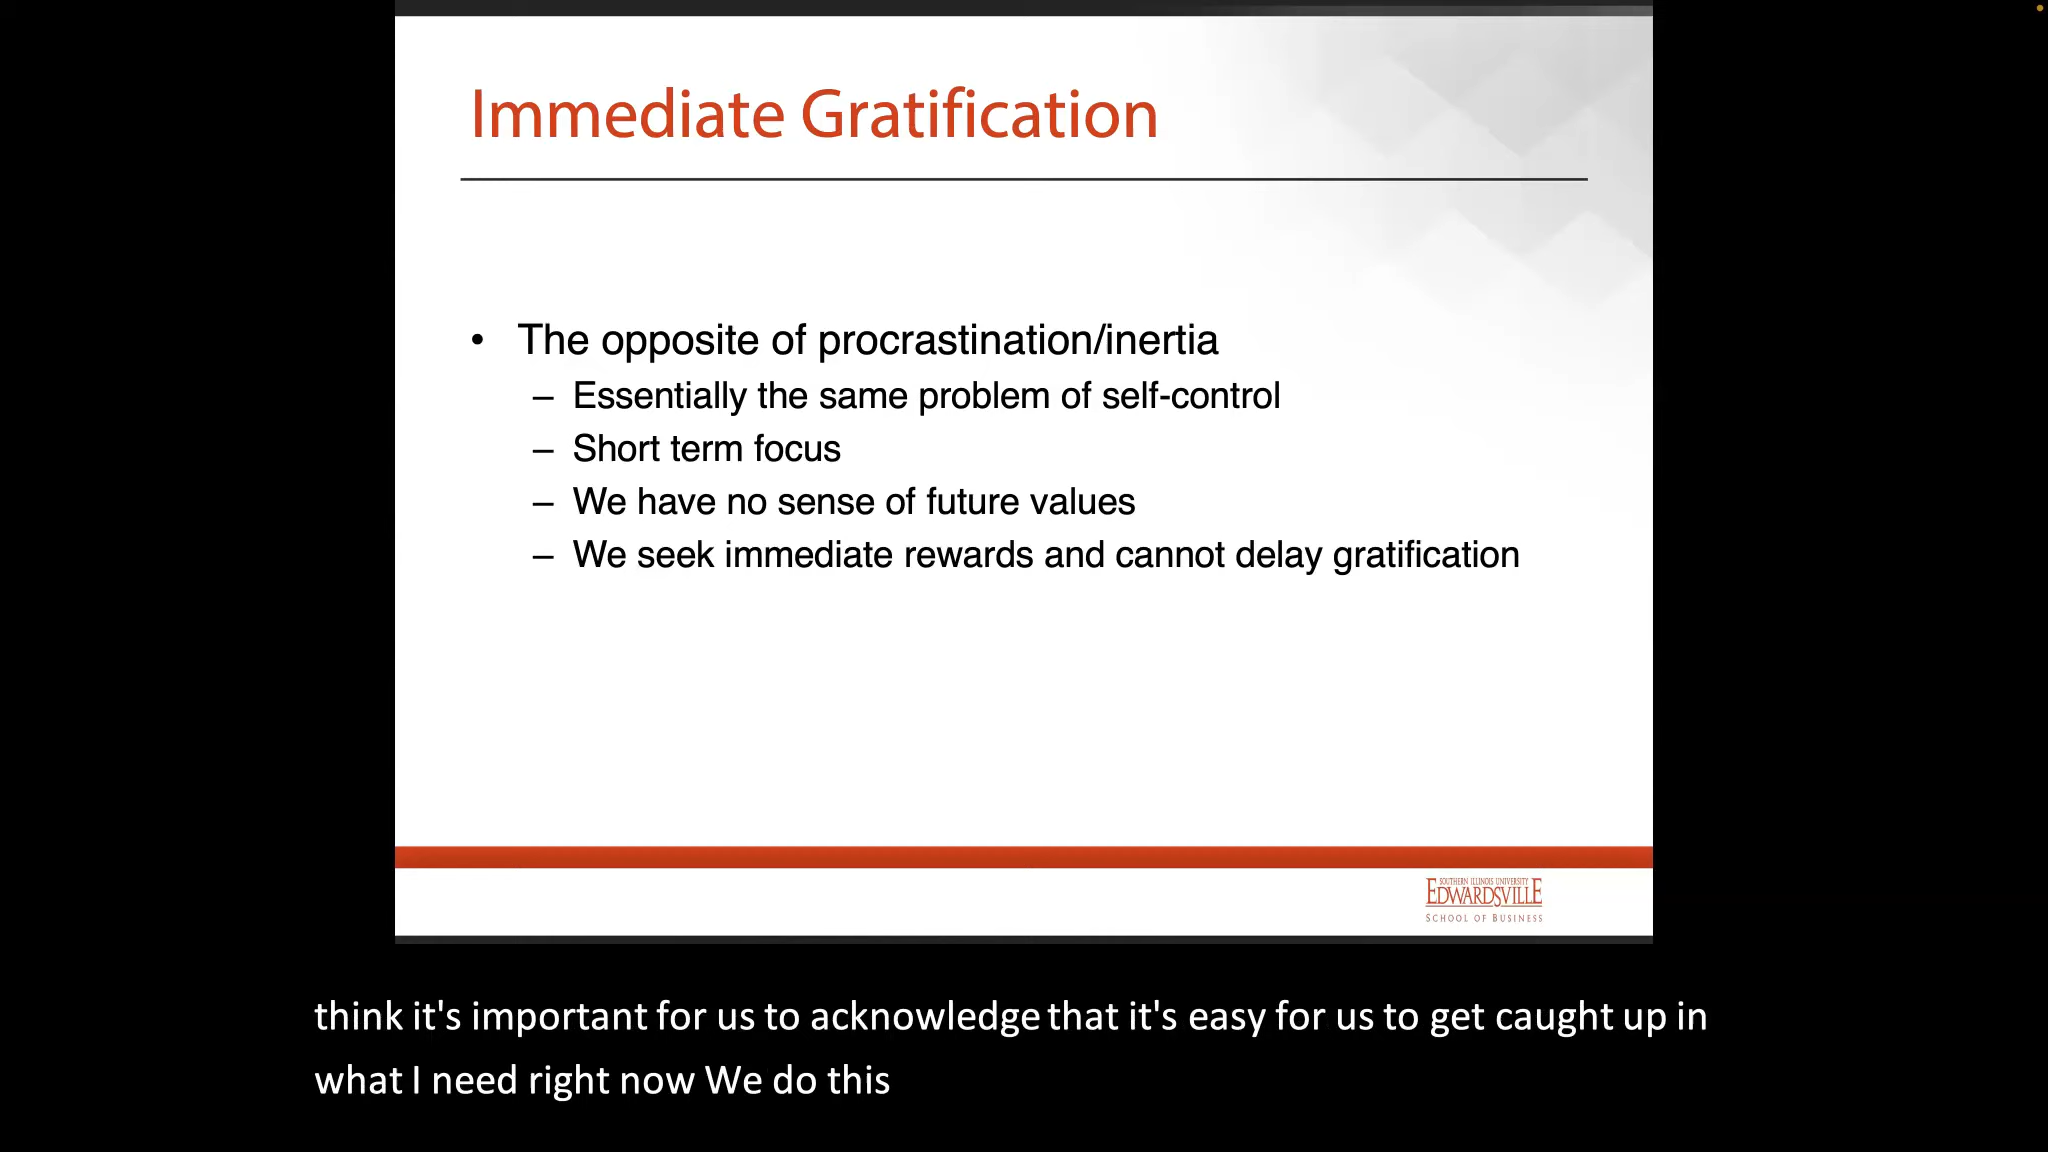 Immediate Gratification
• The opposite of procrastination/inertia
– Essentially the same problem of self-control
– Short term focus
– We have no sense of future values
– We seek immediate rewards and cannot delay gratification
SOUTHERN ILLINOIS UNIVERSITY
EDWARDSVILLE
SCHOOL OF BUSINESS
think it's important for us to acknowledge that it's easy for us to get caught up in
what I need right now We do this